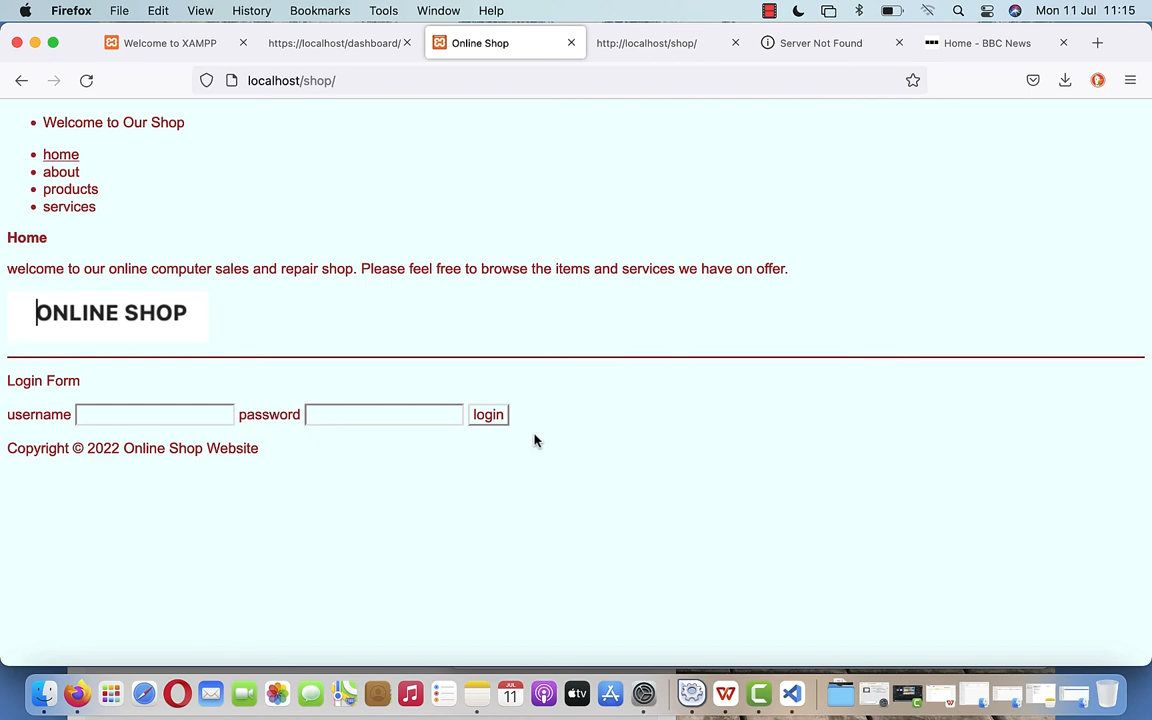 Firefox File Edit View History Bookmarks Tools Window Help Mon 11 Jul 11:15
Welcome to XAMPP https://localhost/dashboard/ Online Shop http://localhost/shop/ Server Not Found Home - BBC News
localhost/shop/
Welcome to Our Shop
home
about
products
services
Home
welcome to our online computer sales and repair shop. Please feel free to browse the items and services we have on offer.
ONLINE SHOP
Login Form
username password login
Copyright © 2022 Online Shop Website
JUL
11
tv